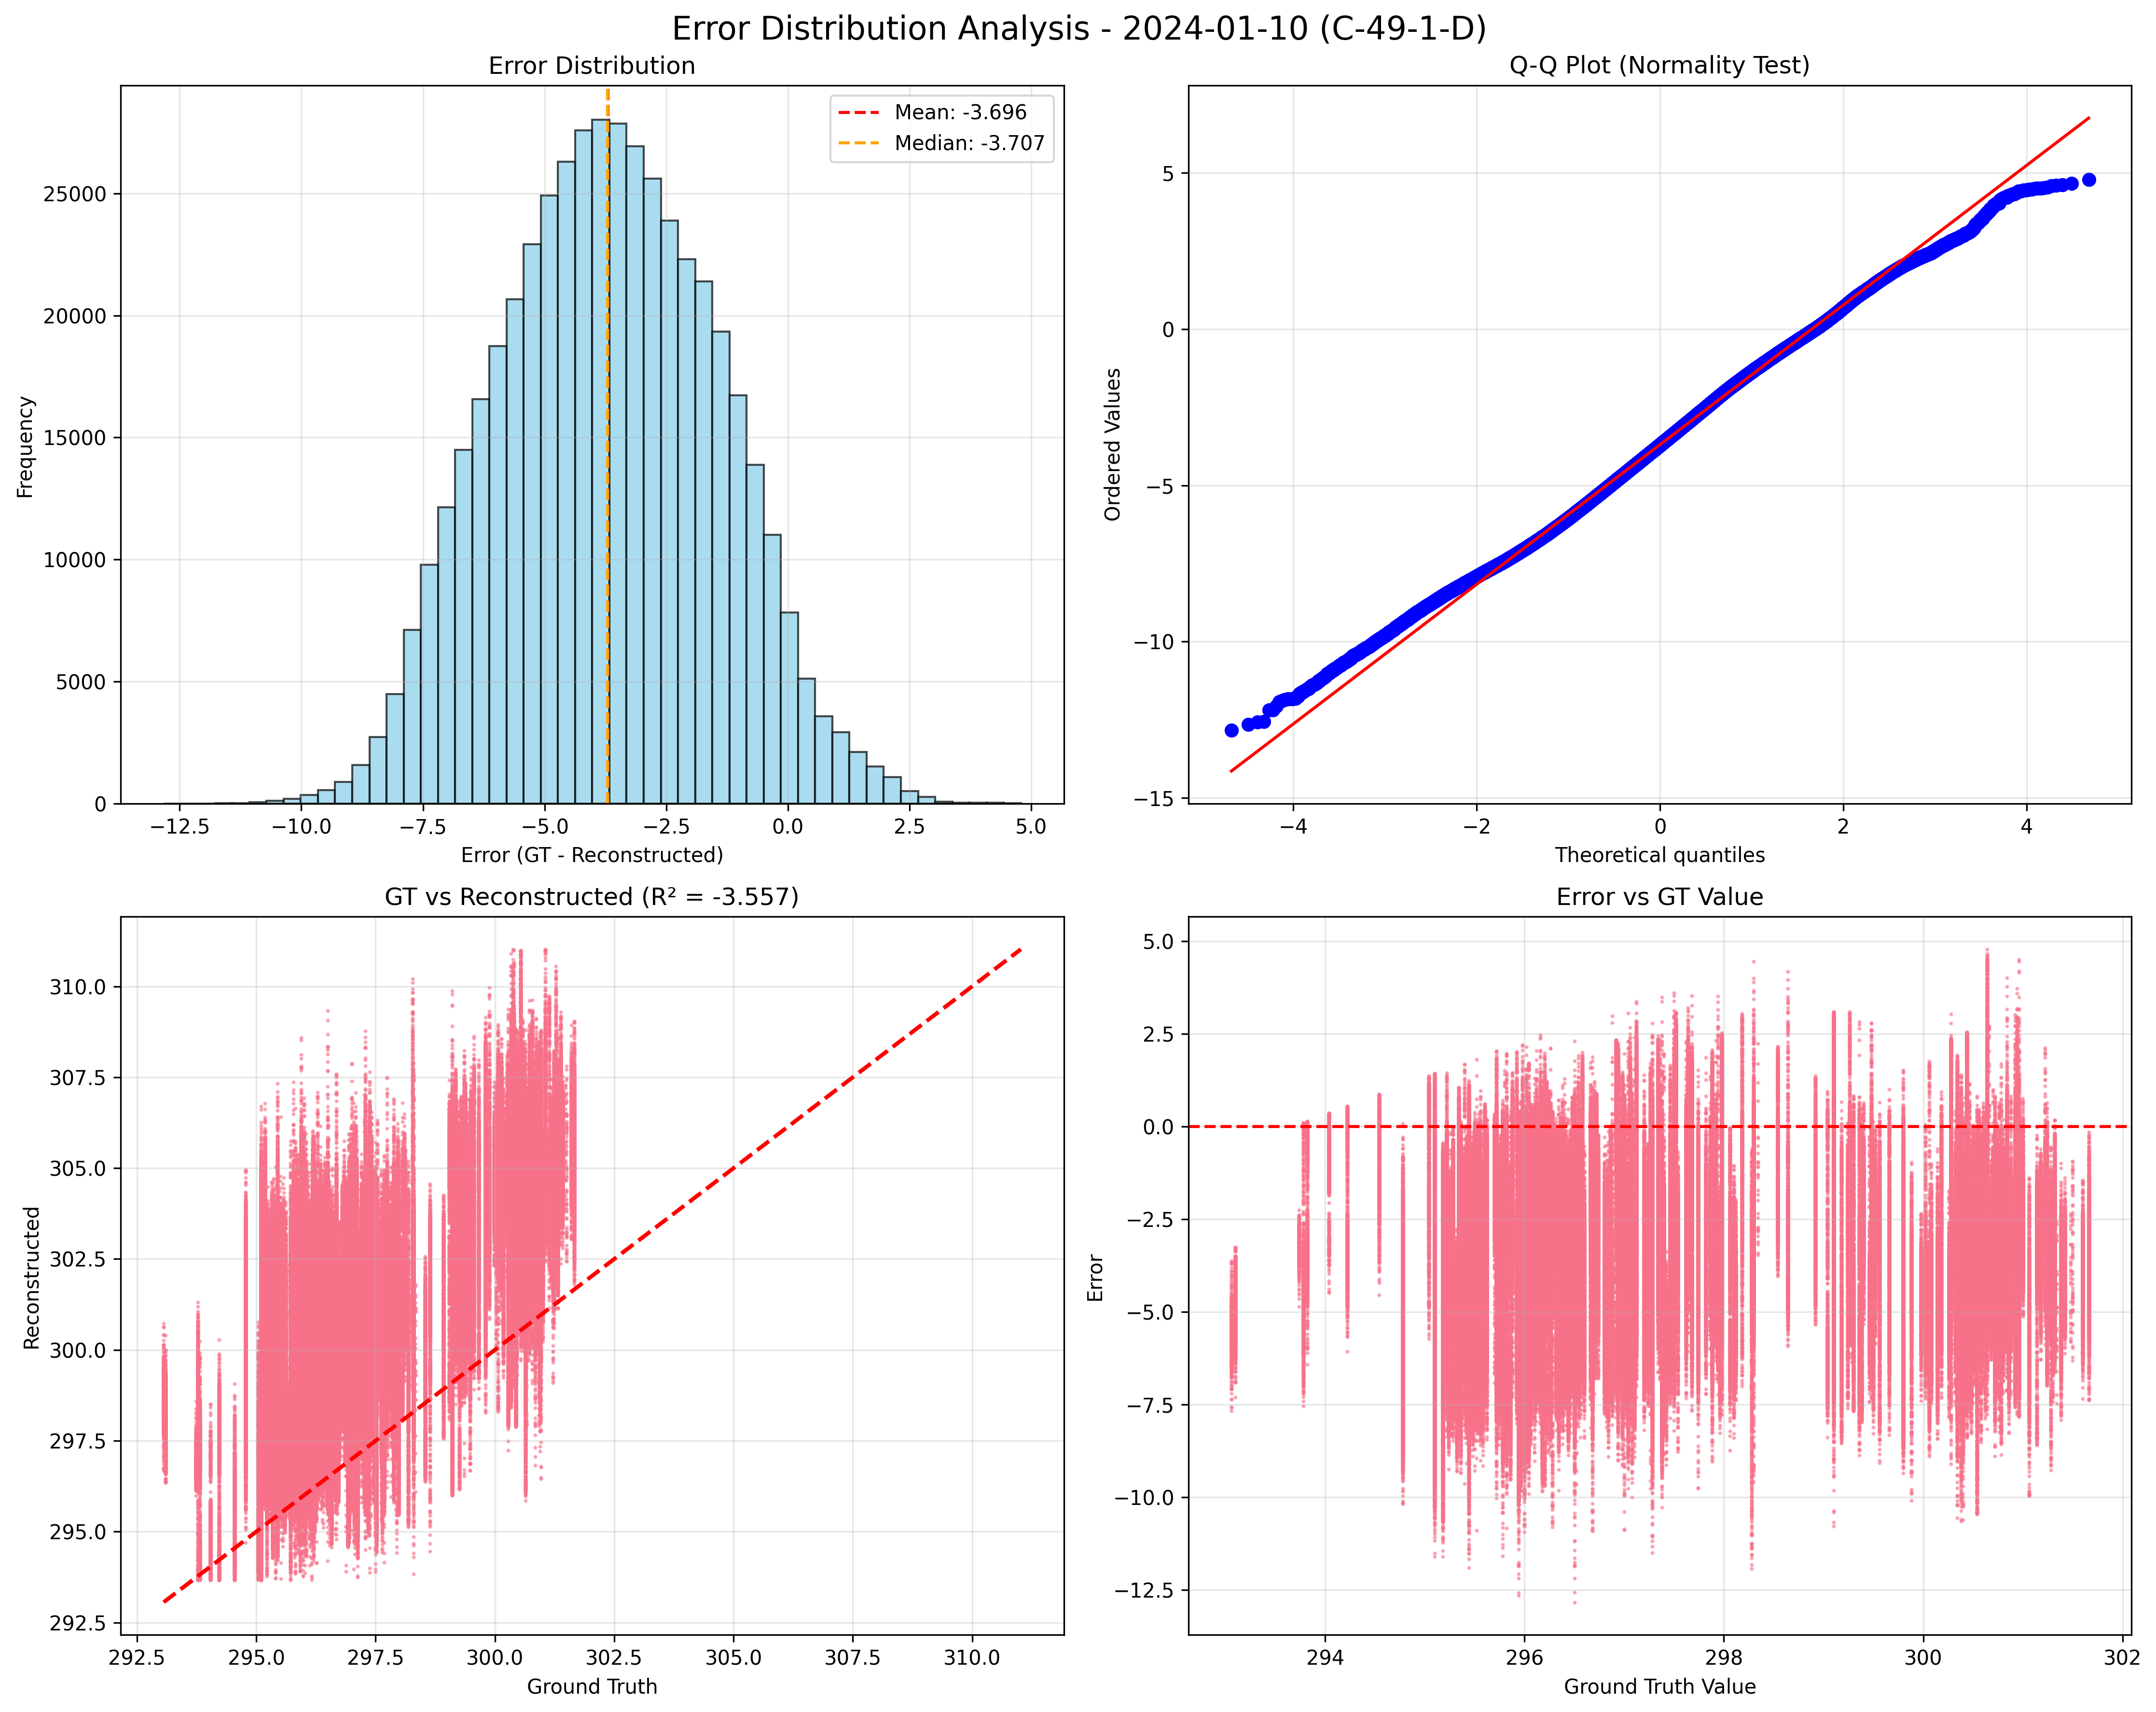 Error Distribution Analysis - 2024-01-10 (C-49-1-D)
Error Distribution
Mean: -3.696
Median: -3.707
Frequency
25000
20000
15000
10000
5000
0
−12.5 −10.0 −7.5 −5.0 −2.5 0.0 2.5 5.0
Error (GT - Reconstructed)
Q-Q Plot (Normality Test)
Ordered Values
5
0
−5
−10
−15
−4 −2 0 2 4
Theoretical quantiles
GT vs Reconstructed (R² = -3.557)
Reconstructed
310.0
307.5
305.0
302.5
300.0
297.5
295.0
292.5
292.5 295.0 297.5 300.0 302.5 305.0 307.5 310.0
Ground Truth
Error vs GT Value
Error
5.0
2.5
0.0
−2.5
−5.0
−7.5
−10.0
−12.5
294 296 298 300 302
Ground Truth Value